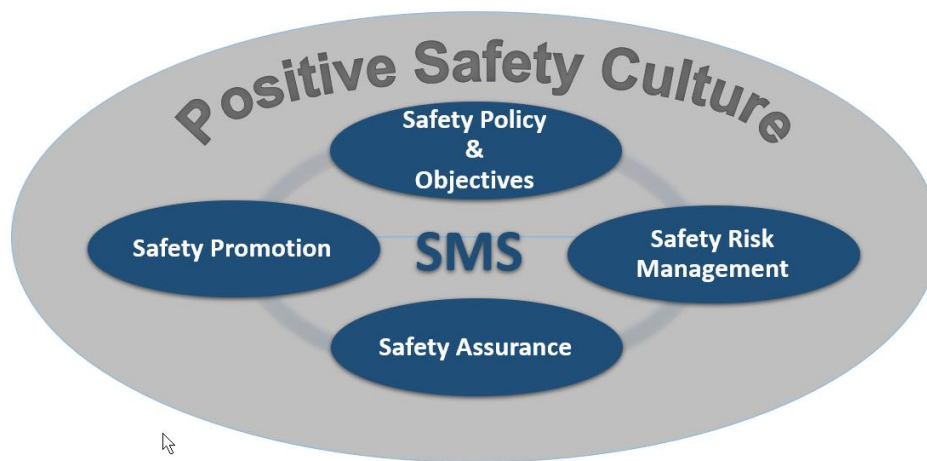 Positive Safety Culture
Safety Policy
&
Objectives
Safety Promotion
SMS
Safety Risk
Management
Safety Assurance